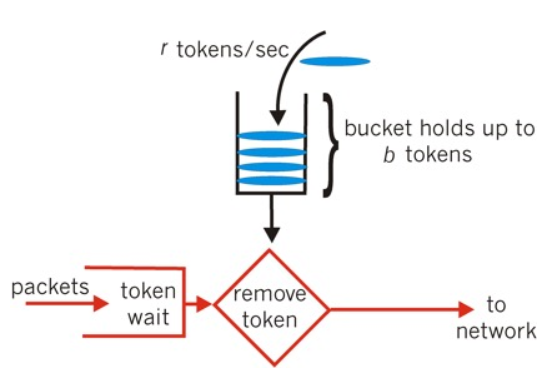 r tokens/sec
bucket holds up to
b tokens
packets
token
wait
remove
token
to
network